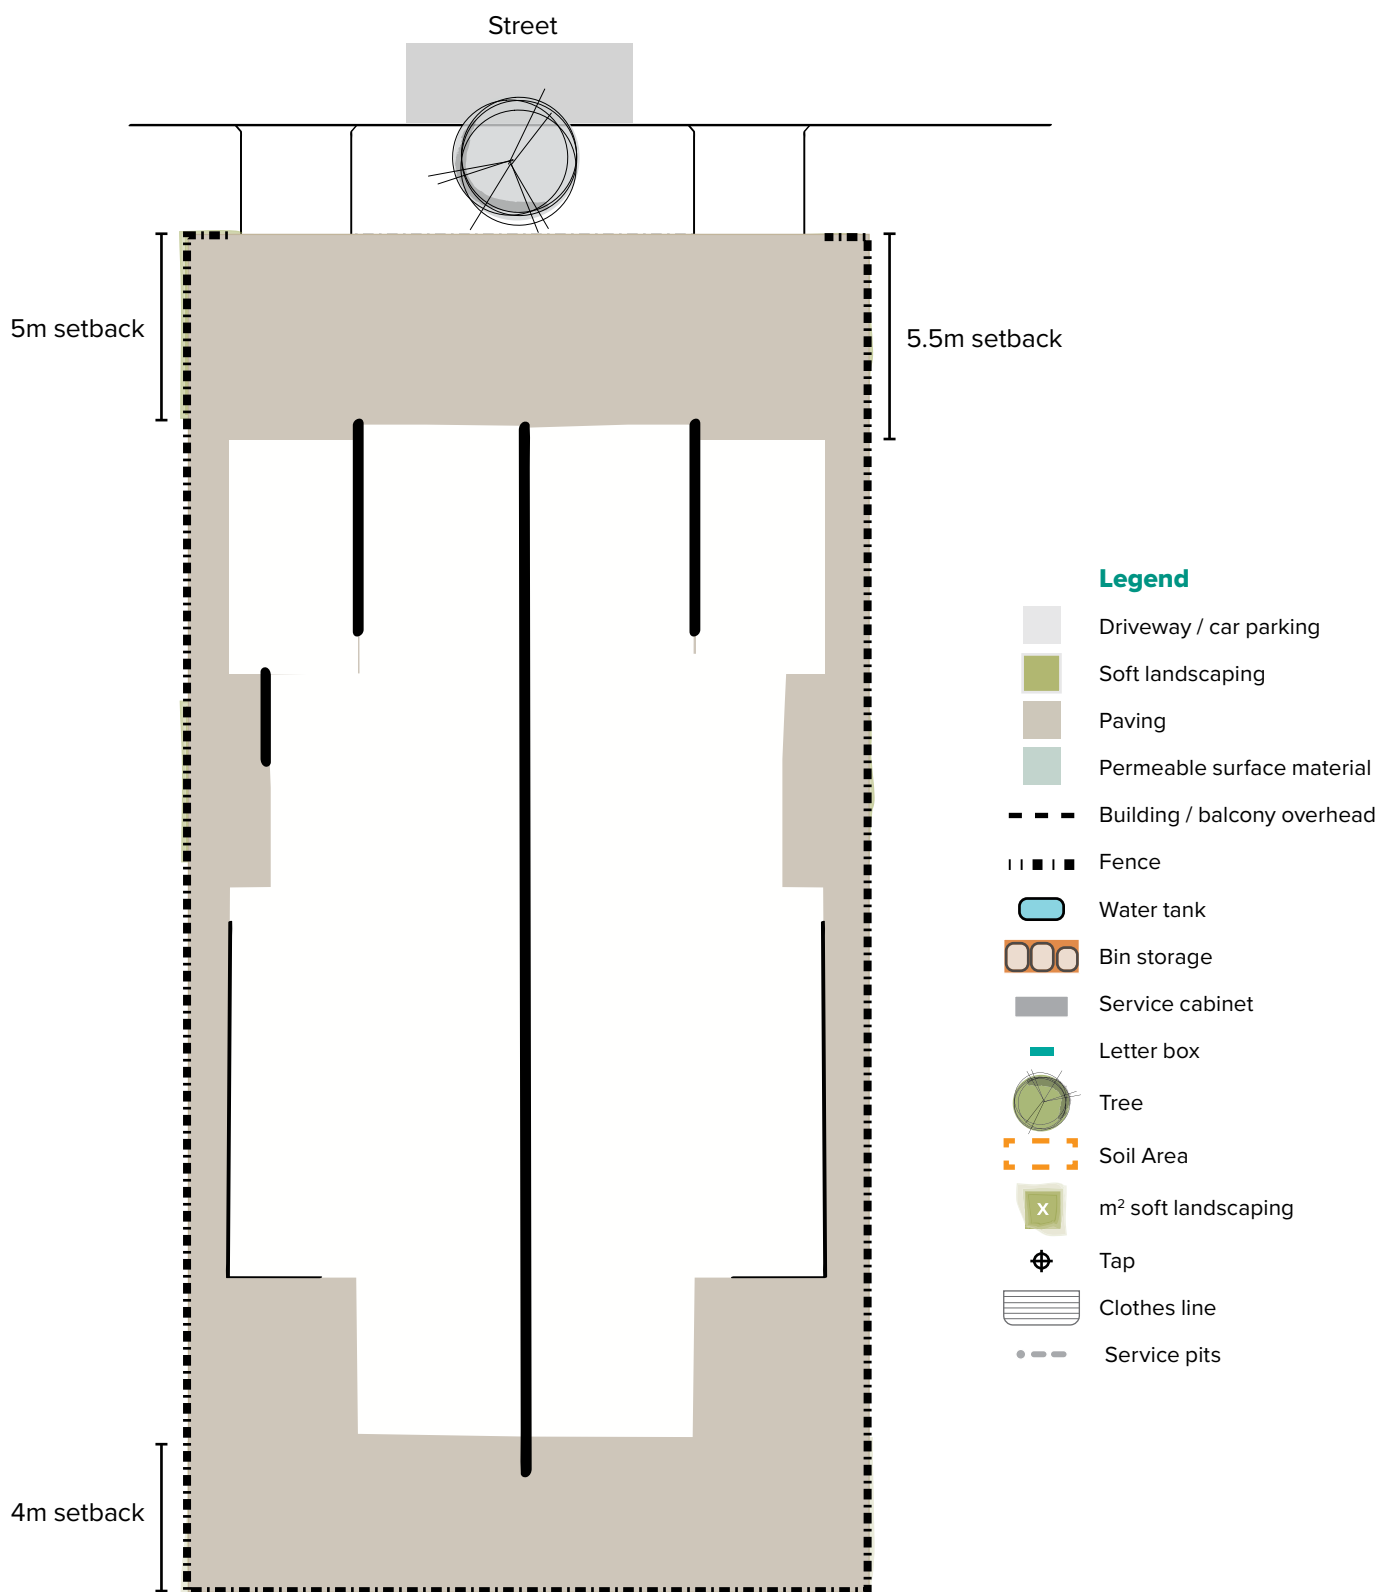 Street
5m setback
5.5m setback
Legend
Driveway / car parking
Soft landscaping
Paving
Permeable surface material
Building / balcony overhead
Fence
Water tank
Bin storage
Service cabinet
Letter box
Tree
Soil Area
x
m² soft landscaping
Tap
Clothes line
Service pits
4m setback